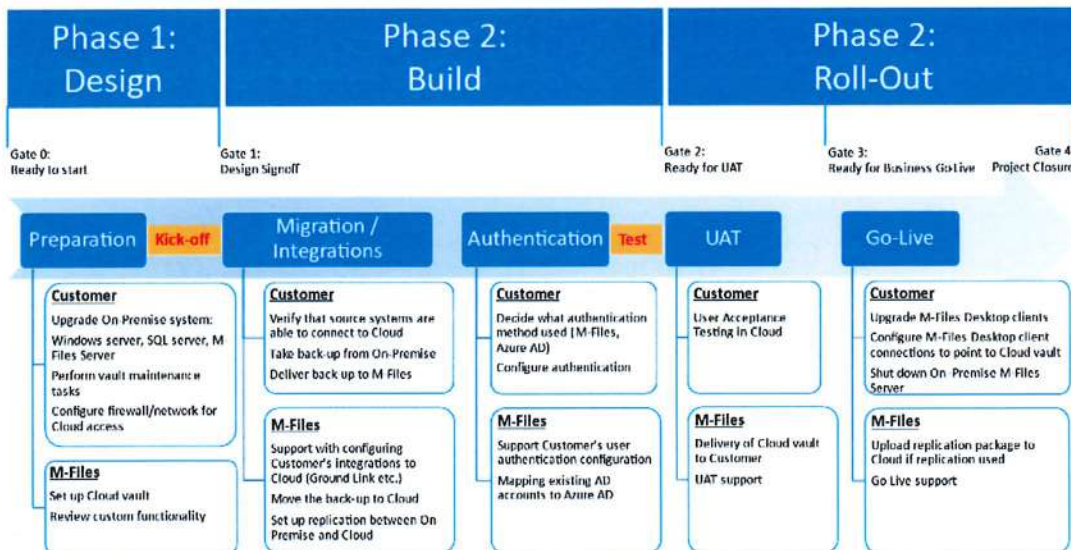 Phase 1:
Design
Phase 2:
Build
Phase 2:
Roll-Out
Gate 0:
Ready to start
Gate 1:
Design Signoff
Gate 2:
Ready for UAT
Gate 3:
Ready for Business Go-Live
Gate 4
Project Closure
Preparation
Kick-off
Migration /
Integrations
Authentication
Test
UAT
Go-Live
Customer
Upgrade On-Premise system:
Windows server, SQL server, M
Files Server
Perform vault maintenance
tasks
Configure firewall/network for
Cloud access
M-Files
Set up Cloud vault
Review custom functionality
Customer
Verify that source systems are
able to connect to Cloud
Take back-up from On-Premise
Deliver back up to M Files
M-Files
Support with configuring
Customer's integrations to
Cloud (Ground Link etc.)
Move the back-up to Cloud
Set up replication between On
Premise and Cloud
Customer
Decide what authentication
method used (M-Files,
Azure AD)
Configure authentication
M-Files
Support Customer's user
authentication configuration
Mapping existing AD
accounts to Azure AD
Customer
User Acceptance
Testing in Cloud
M-Files
Delivery of Cloud vault
to Customer
UAT support
Customer
Upgrade M-Files Desktop clients
Configure M-Files Desktop client
connections to point to Cloud vault
Shut down On-Premise M-Files
Server
M-Files
Upload replication package to
Cloud if replication used
Go Live support